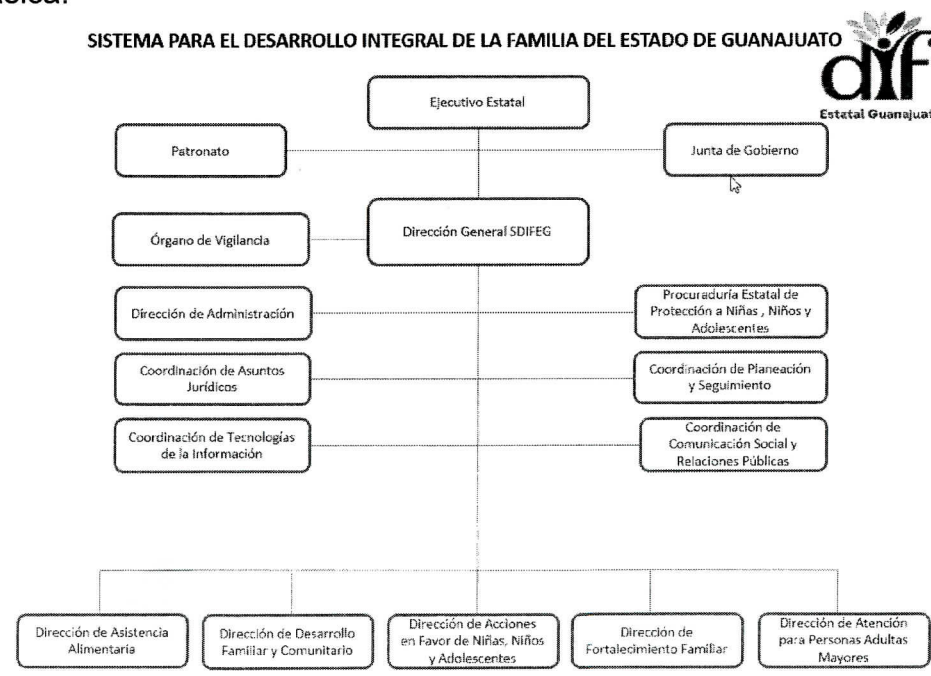 SISTEMA PARA EL DESARROLLO INTEGRAL DE LA FAMILIA DEL ESTADO DE GUANAJUATO
dif
Estatal Guanajuat
Ejecutivo Estatal
Patronato
Junta de Gobierno
Órgano de Vigilancia
Dirección General SDIFEG
Dirección de Administración
Procuraduría Estatal de
Protección a Niñas , Niños y
Adolescentes
Coordinación de Asuntos
Jurídicos
Coordinación de Planeación
y Seguimiento
Coordinación de Tecnologías
de la Información
Coordinación de
Comunicación Social y
Relaciones Públicas
Dirección de Asistencia
Alimentaria
Dirección de Desarrollo
Familiar y Comunitario
Dirección de Acciones
en Favor de Niñas, Niños
y Adolescentes
Dirección de
Fortalecimiento Familiar
Dirección de Atención
para Personas Adultas
Mayores